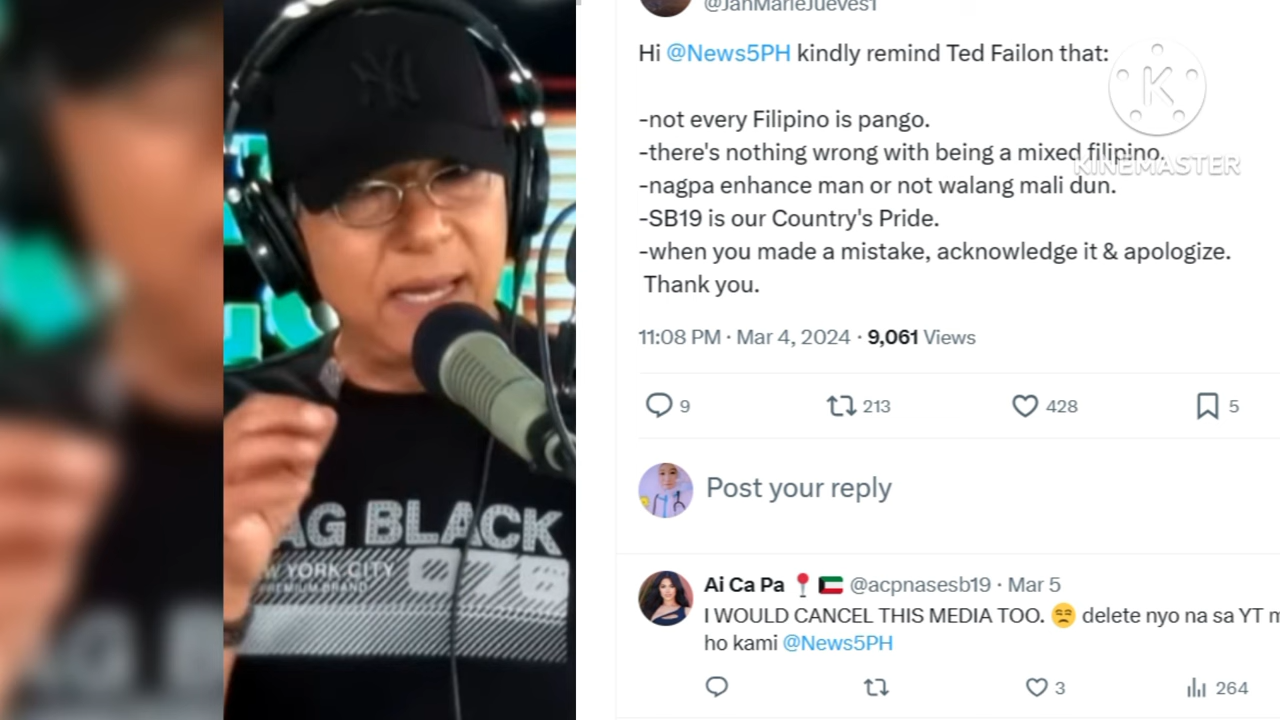 NY
AG BLACK
W YORK CITY
PREMIUM BRAND
@JanMarieJueves1
Hi @News5PH kindly remind Ted Failon that:
-not every Filipino is pango.
-there's nothing wrong with being a mixed filipino.
-nagpa enhance man or not walang mali dun.
-SB19 is our Country's Pride.
-when you made a mistake, acknowledge it & apologize.
Thank you.
11:08 PM · Mar 4, 2024 · 9,061 Views
9 213 428 5
Post your reply
Ai Ca Pa @acpnasesb19 · Mar 5
I WOULD CANCEL THIS MEDIA TOO. 😒 delete nyo na sa YT m
ho kami @News5PH
3 264
K
KINEMASTER